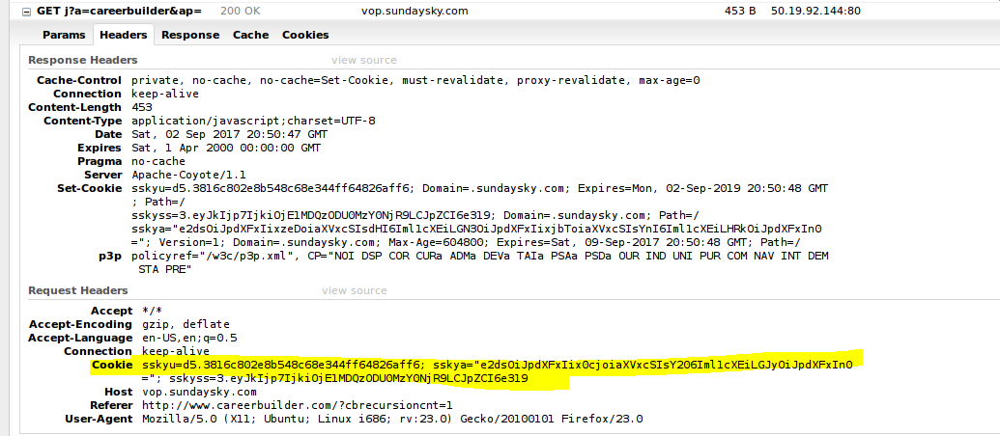 GET j?a=careerbuilder&ap= 200 OK vop.sundaysky.com 453 B 50.19.92.144:80
Params Headers Response Cache Cookies
Response Headers view source
Cache-Control private, no-cache, no-cache=Set-Cookie, must-revalidate, proxy-revalidate, max-age=0
Connection keep-alive
Content-Length 453
Content-Type application/javascript;charset=UTF-8
Date Sat, 02 Sep 2017 20:50:47 GMT
Expires Sat, 1 Apr 2000 00:00:00 GMT
Pragma no-cache
Server Apache-Coyote/1.1
Set-Cookie sskyu=d5.3816c802e8b548c68e344ff64826aff6; Domain=.sundaysky.com; Expires=Mon, 02-Sep-2019 20:50:48 GMT
; Path=/
sskyss=3.eyJkIjp7IjkiOjE1MDQzODU0MzY0NjR9LCJpZCI6e319; Domain=.sundaysky.com; Path=/
sskya="e2dsOiJpdXFxIixzeDoiaXVxcSIsdHI6Iml1cXEiLGN3OiJpdXFxIixjbToiaXVxcSIsYnI6Iml1cXEiLHRkOiJpdXFxIn0
="; Version=1; Domain=.sundaysky.com; Max-Age=604800; Expires=Sat, 09-Sep-2017 20:50:48 GMT; Path=/
p3p policyref="/w3c/p3p.xml", CP="NOI DSP COR CURa ADMa DEVa TAIa PSAa PSDa OUR IND UNI PUR COM NAV INT DEM
STA PRE"
Request Headers view source
Accept */*
Accept-Encoding gzip, deflate
Accept-Language en-US,en;q=0.5
Connection keep-alive
Cookie sskyu=d5.3816c802e8b548c68e344ff64826aff6; sskya="e2dsOiJpdXFxIix0cjoiaXVxcSIsY206Iml1cXEiLGJyOiJpdXFxIn0
="; sskyss=3.eyJkIjp7IjkiOjE1MDQzODU0MzY0NjR9LCJpZCI6e319
Host vop.sundaysky.com
Referer http://www.careerbuilder.com/?cbrecursioncnt=1
User-Agent Mozilla/5.0 (X11; Ubuntu; Linux i686; rv:23.0) Gecko/20100101 Firefox/23.0